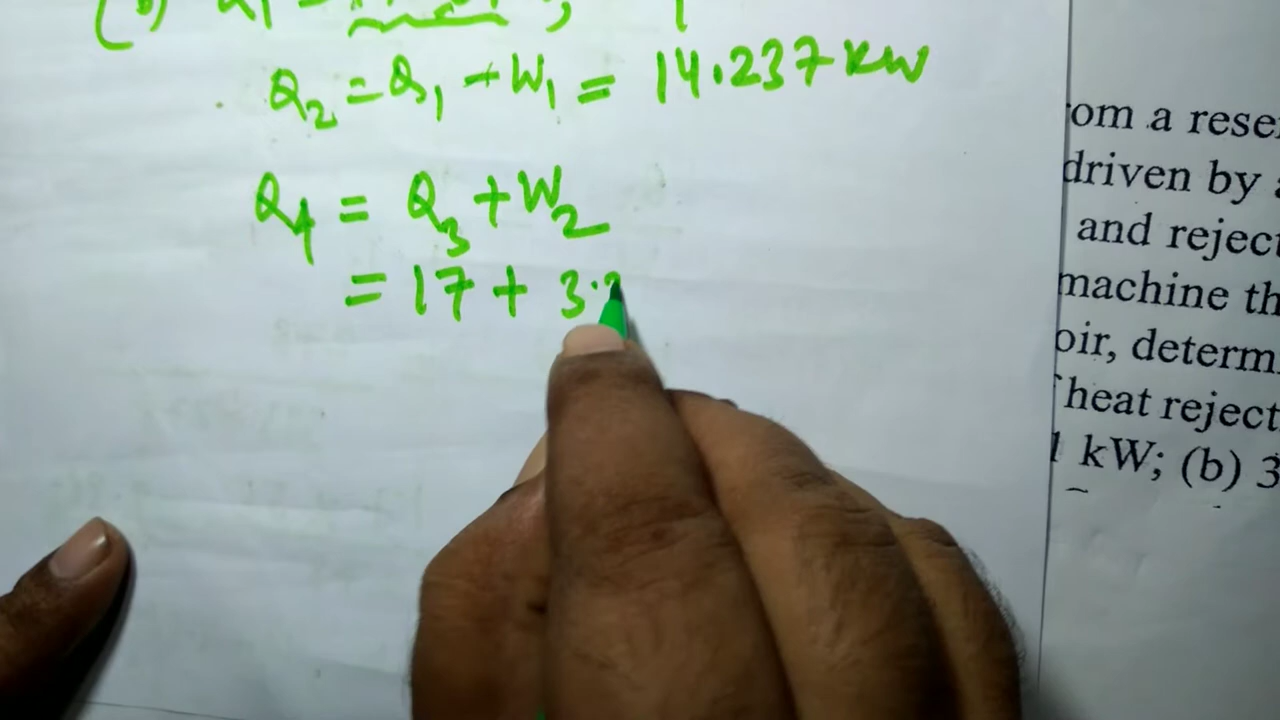 (b)
Q2 = Q1 + W1 = 14.237 kW
Q4 = Q3 + W2
= 17 + 3.
om a rese
driven by
and reject
machine th
oir, determ
heat reject
kW; (b) 3